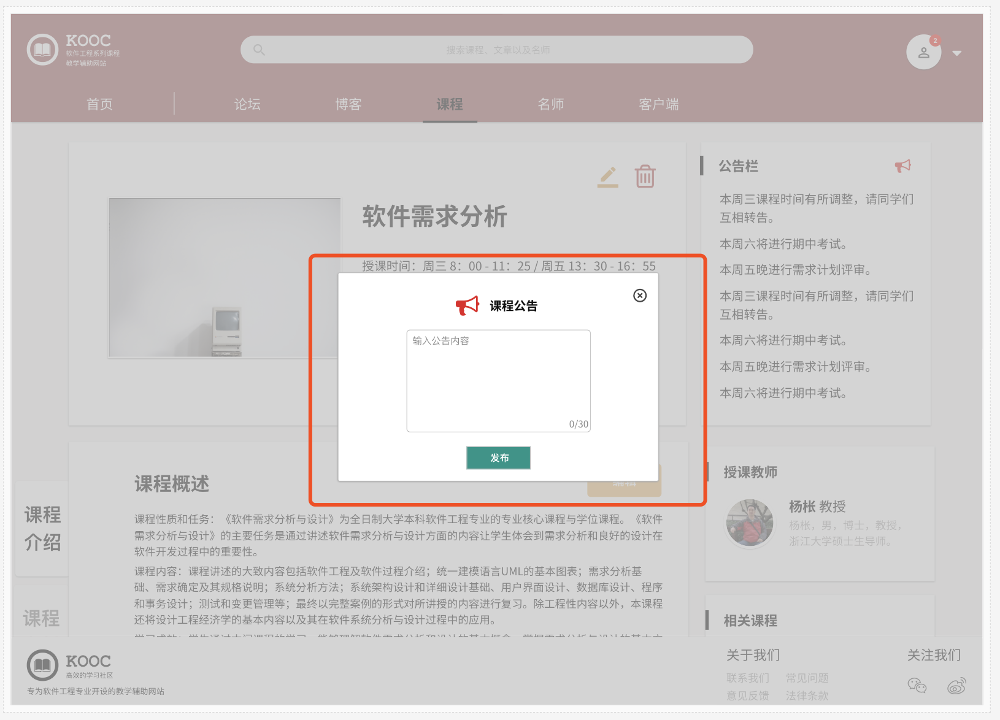 KOOC
软件工程系列课程
教学辅助网站
搜索课程、文章以及名师
2
首页
论坛
博客
课程
名师
客户端
软件需求分析
授课时间：周三 8：00 - 11：25 / 周五 13：30 - 16：55
公告栏
本周三课程时间有所调整，请同学们
互相转告。
本周六将进行期中考试。
本周五晚进行需求计划评审。
本周三课程时间有所调整，请同学们
互相转告。
本周六将进行期中考试。
本周五晚进行需求计划评审。
本周六将进行期中考试。
课程公告
输入公告内容
0/30
发布
课程
介绍
课程
课程概述
编辑
课程性质和任务：《软件需求分析与设计》为全日制大学本科软件工程专业的专业核心课程与学位课程。《软件
需求分析与设计》的主要任务是通过讲述软件需求分析与设计方面的内容让学生体会到需求分析和良好的设计在
软件开发过程中的重要性。
课程内容：课程讲述的大致内容包括软件工程及软件过程介绍；统一建模语言UML的基本图表；需求分析基
础、需求确定及其规格说明；系统分析方法；系统架构设计和详细设计基础、用户界面设计、数据库设计、程序
和事务设计；测试和变更管理等；最终以完整案例的形式对所讲授的内容进行复习。除工程性内容以外，本课程
还将设计工程经济学的基本内容以及其在软件系统分析与设计过程中的应用。
授课教师
杨枨 教授
杨枨，男，博士，教授，
浙江大学硕士生导师。
相关课程
KOOC
高效的学习社区
专为软件工程专业开设的教学辅助网站
关于我们
联系我们
常见问题
意见反馈
法律条款
关注我们